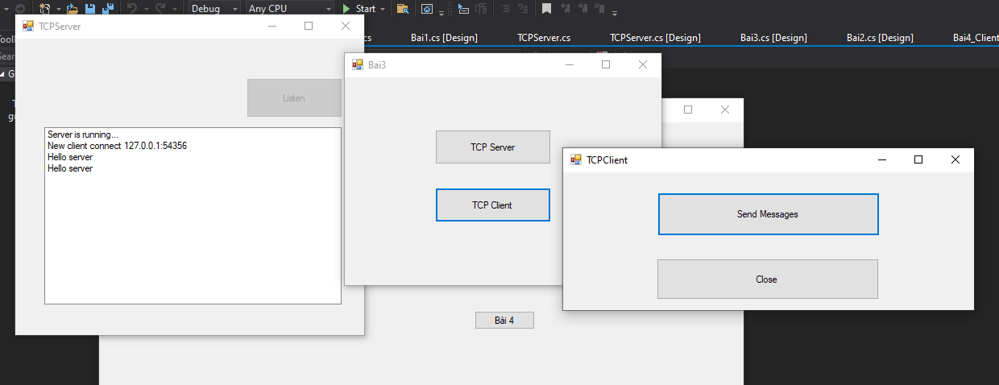 Debug
Any CPU
Start
TCPServer
.cs
Bai1.cs [Design]
TCPServer.cs
TCPServer.cs [Design]
Bai3.cs [Design]
Bai2.cs [Design]
Bai4_Client
Listen
Server is running...
New client connect 127.0.0.1:54356
Hello server
Hello server
Bai3
TCP Server
TCP Client
TCPClient
Send Messages
Close
Bài 4